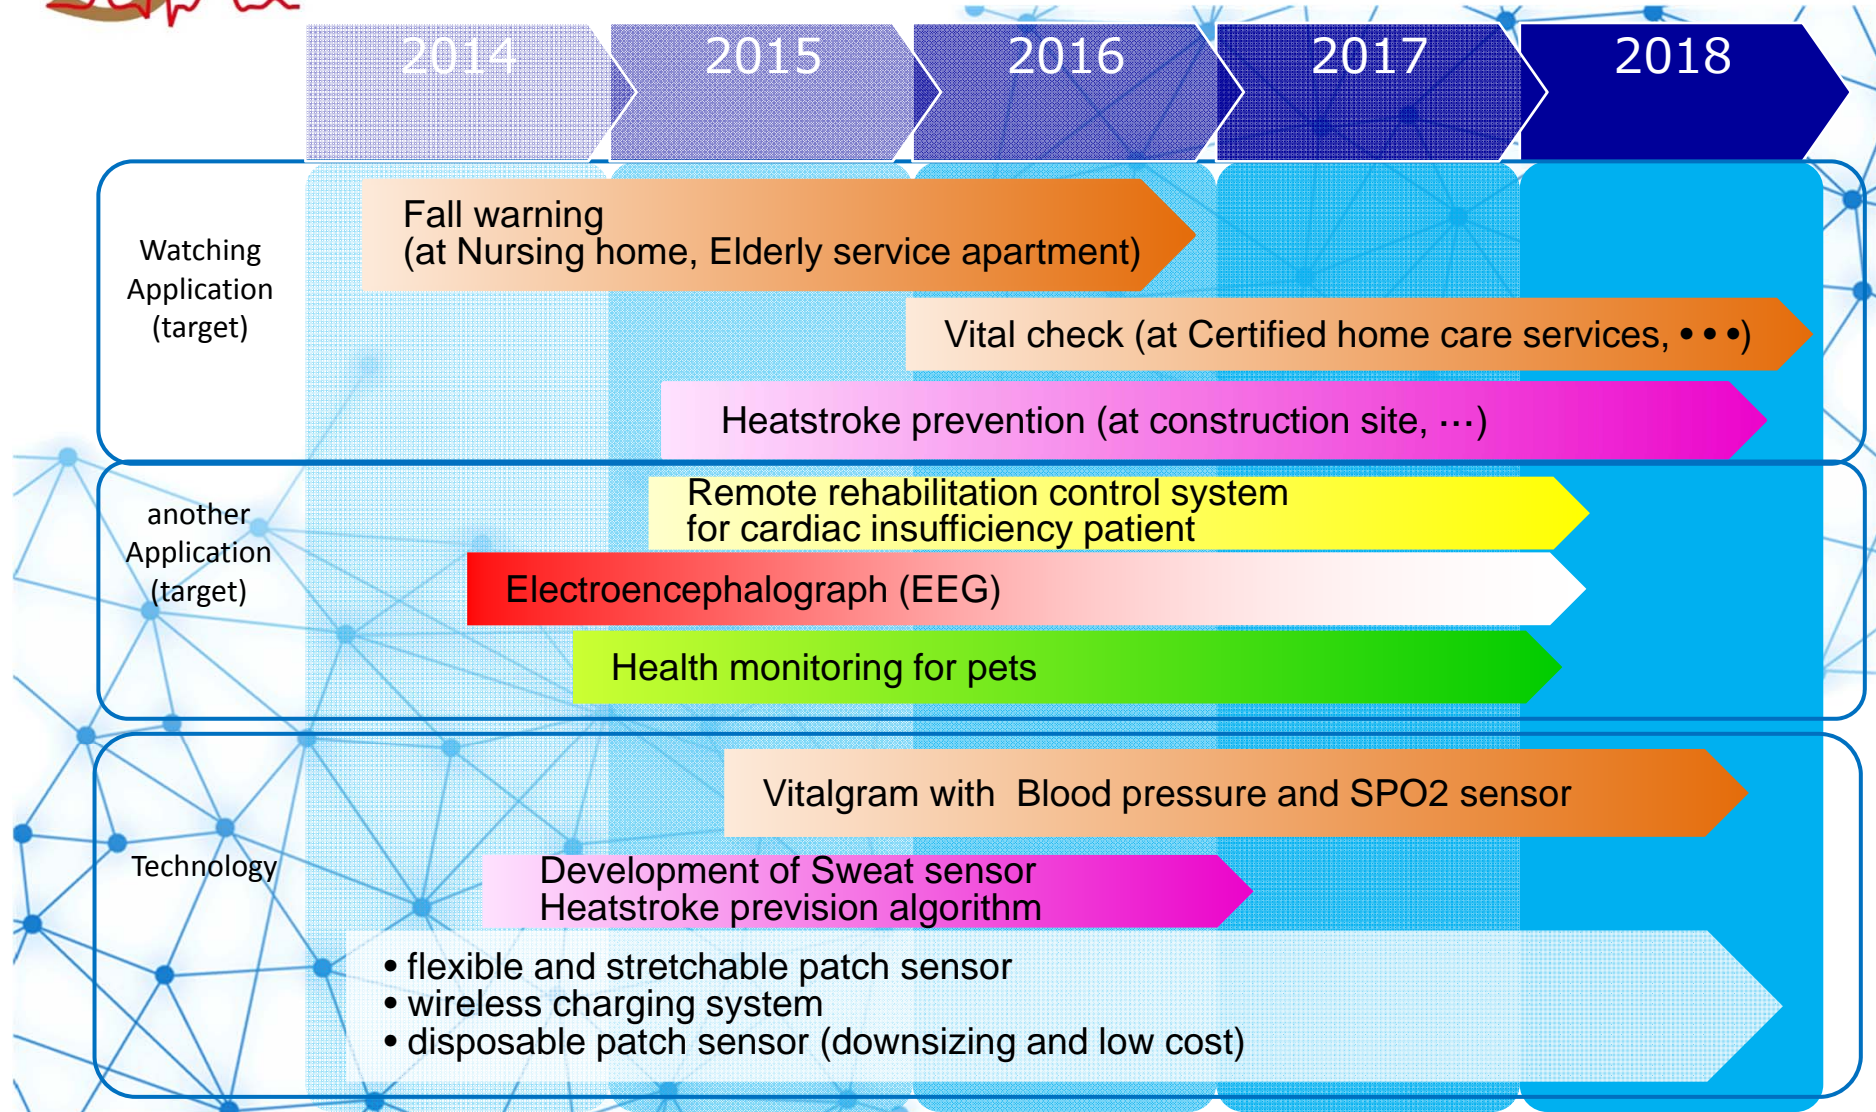 2014 2015 2016 2017 2018
Watching
Application
(target)
Fall warning
(at Nursing home, Elderly service apartment)
Vital check (at Certified home care services, •••)
Heatstroke prevention (at construction site, …)
another
Application
(target)
Remote rehabilitation control system
for cardiac insufficiency patient
Electroencephalograph (EEG)
Health monitoring for pets
Technology
Vitalgram with Blood pressure and SPO2 sensor
Development of Sweat sensor
Heatstroke prevision algorithm
• flexible and stretchable patch sensor
• wireless charging system
• disposable patch sensor (downsizing and low cost)